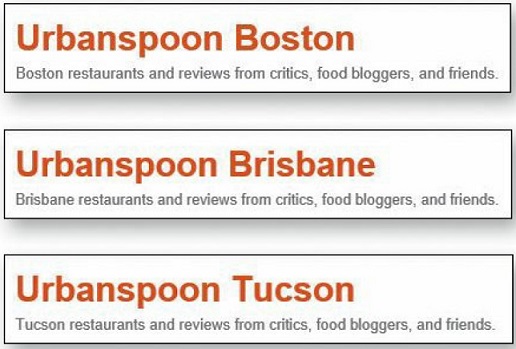 Urbanspoon Boston
Boston restaurants and reviews from critics, food bloggers, and friends.
Urbanspoon Brisbane
Brisbane restaurants and reviews from critics, food bloggers, and friends.
Urbanspoon Tucson
Tucson restaurants and reviews from critics, food bloggers, and friends.